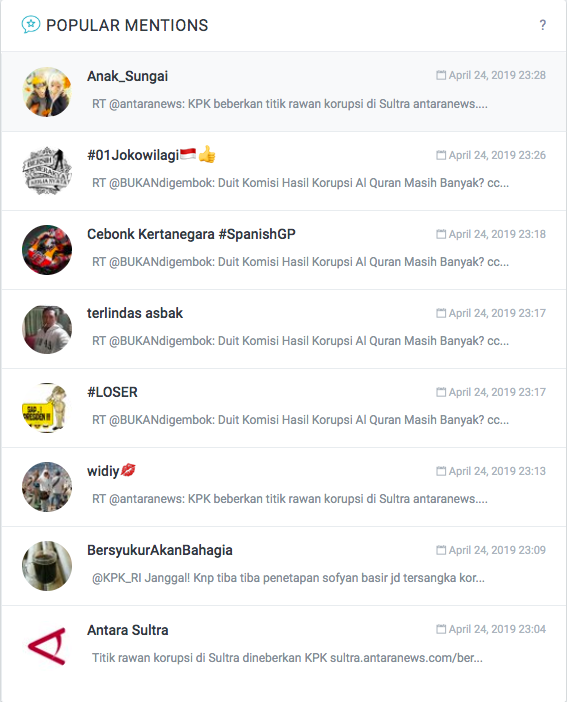 POPULAR MENTIONS ?
Anak_Sungai April 24, 2019 23:28
RT @antaranews: KPK beberkan titik rawan korupsi di Sultra antaranews....
#01Jokowilagi🇮🇩👍 April 24, 2019 23:26
RT @BUKANdigembok: Duit Komisi Hasil Korupsi Al Quran Masih Banyak? cc...
Cebonk Kertanegara #SpanishGP April 24, 2019 23:18
RT @BUKANdigembok: Duit Komisi Hasil Korupsi Al Quran Masih Banyak? cc...
terlindas asbak April 24, 2019 23:17
RT @BUKANdigembok: Duit Komisi Hasil Korupsi Al Quran Masih Banyak? cc...
#LOSER April 24, 2019 23:17
RT @BUKANdigembok: Duit Komisi Hasil Korupsi Al Quran Masih Banyak? cc...
widiy💋 April 24, 2019 23:13
RT @antaranews: KPK beberkan titik rawan korupsi di Sultra antaranews....
BersyukurAkanBahagia April 24, 2019 23:09
@KPK_RI Janggal! Knp tiba tiba penetapan sofyan basir jd tersangka kor...
Antara Sultra April 24, 2019 23:04
Titik rawan korupsi di Sultra dineberkan KPK sultra.antaranews.com/ber...